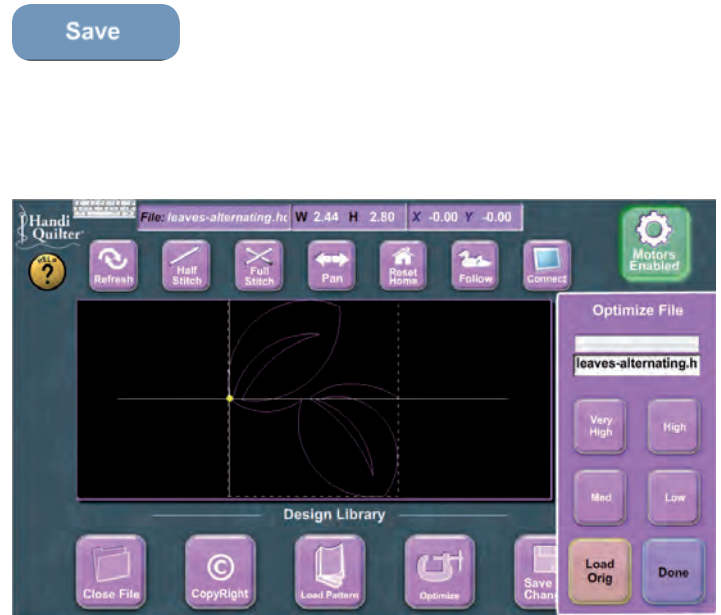 Save
Handi
Quilter
File: leaves-alternating.hc W 2.44 H 2.80 X -0.00 Y -0.00
HELP
?
Refresh
Half
Stitch
Full
Stitch
Pan
Reset
Home
Follow
Connect
Motors
Enabled
Optimize File
leaves-alternating.h
Very
High
High
Med
Low
Load
Orig
Done
Design Library
Close File
©
CopyRight
Load Pattern
Optimize
Save
Chan